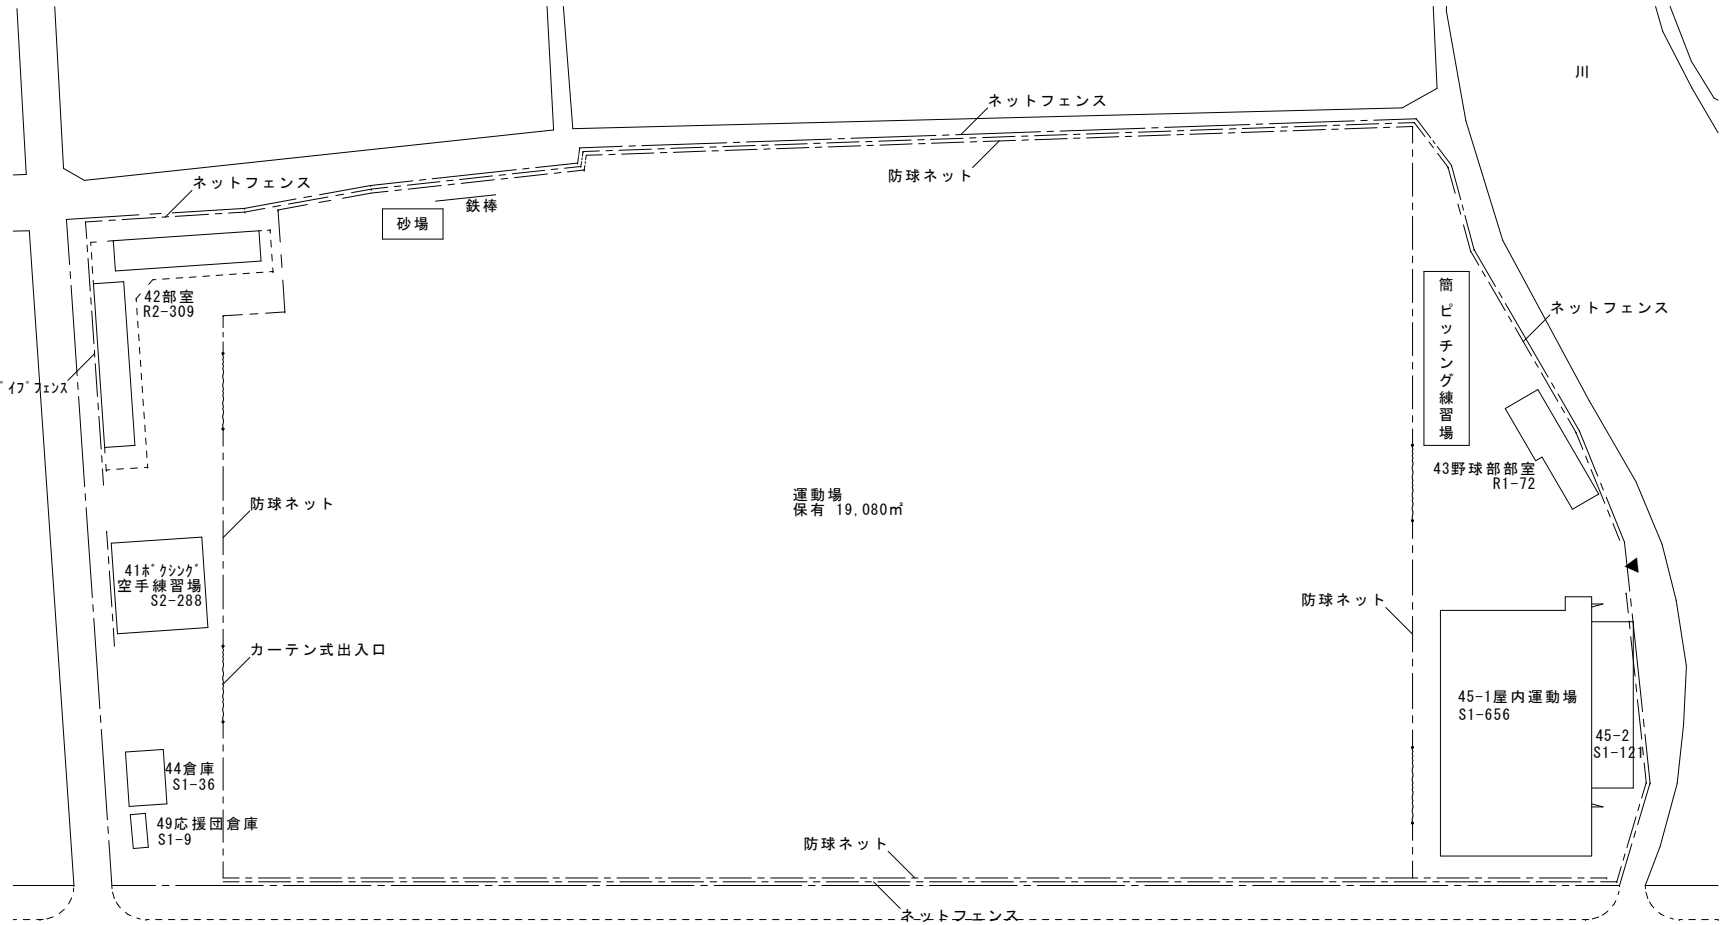 川
ネットフェンス
防球ネット
ネットフェンス
鉄棒
砂場
簡 ピッチング練習場
42部室
R2-309
ネットフェンス
ﾟｲﾌﾟﾌｪﾝｽ
43野球部部室
R1-72
防球ネット
運動場
保有 19,080㎡
41ﾎﾞｸｼﾝｸﾞ
空手練習場
S2-288
防球ネット
カーテン式出入口
45-1屋内運動場
S1-656
45-2
S1-121
44倉庫
S1-36
49応援団倉庫
S1-9
防球ネット
ネットフェンス